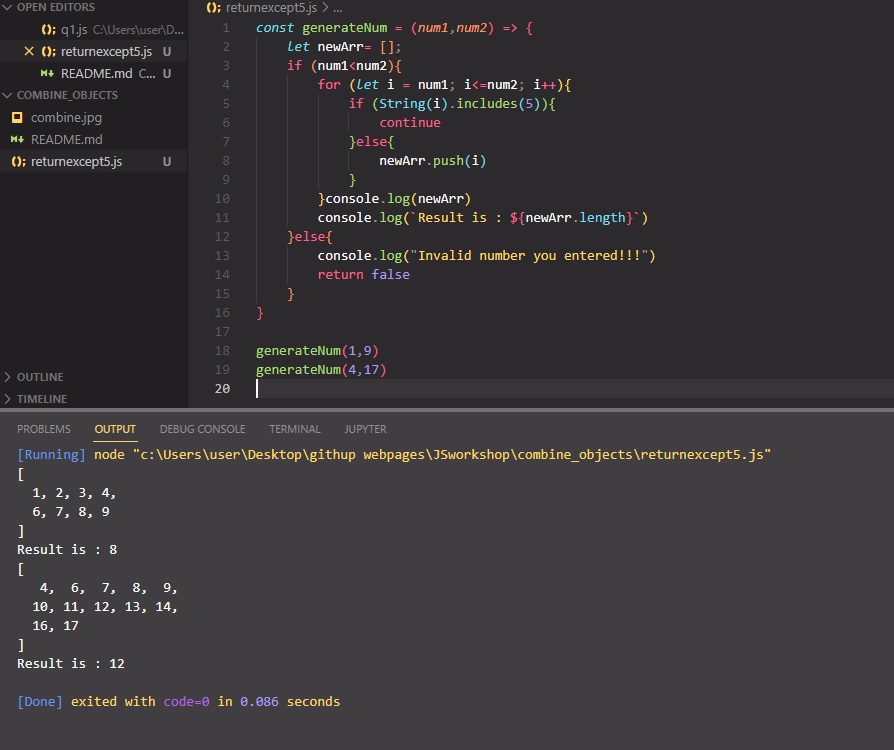 OPEN EDITORS
q1.js C:\Users\user\D...
returnexcept5.js U
README.md C... U
COMBINE_OBJECTS
combine.jpg
README.md
returnexcept5.js U
OUTLINE
TIMELINE
returnexcept5.js > ...
1 const generateNum = (num1,num2) => {
2 let newArr= [];
3 if (num1<num2){
4 for (let i = num1; i<=num2; i++){
5 if (String(i).includes(5)){
6 continue
7 }else{
8 newArr.push(i)
9 }
10 }console.log(newArr)
11 console.log(`Result is : ${newArr.length}`)
12 }else{
13 console.log("Invalid number you entered!!!")
14 return false
15 }
16 }
17
18 generateNum(1,9)
19 generateNum(4,17)
20
PROBLEMS OUTPUT DEBUG CONSOLE TERMINAL JUPYTER
[Running] node "c:\Users\user\Desktop\githup webpages\JSworkshop\combine_objects\returnexcept5.js"
[
1, 2, 3, 4,
6, 7, 8, 9
]
Result is : 8
[
4, 6, 7, 8, 9,
10, 11, 12, 13, 14,
16, 17
]
Result is : 12
[Done] exited with code=0 in 0.086 seconds